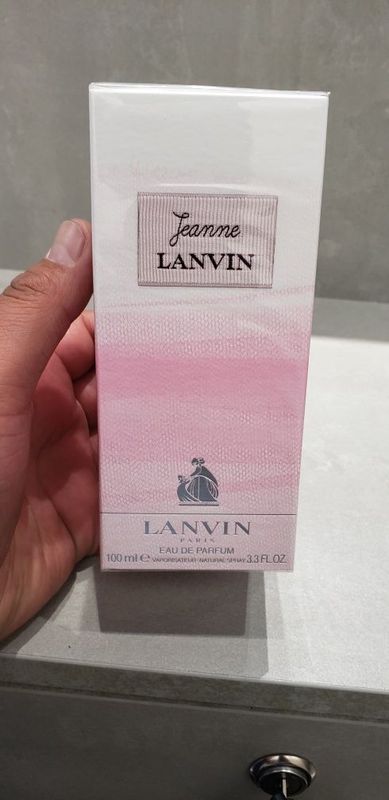 Jeanne
LANVIN
LANVIN
PARIS
EAU DE PARFUM
100 ml e VAPORISATEUR NATURAL SPRAY 3.3 FL.OZ.